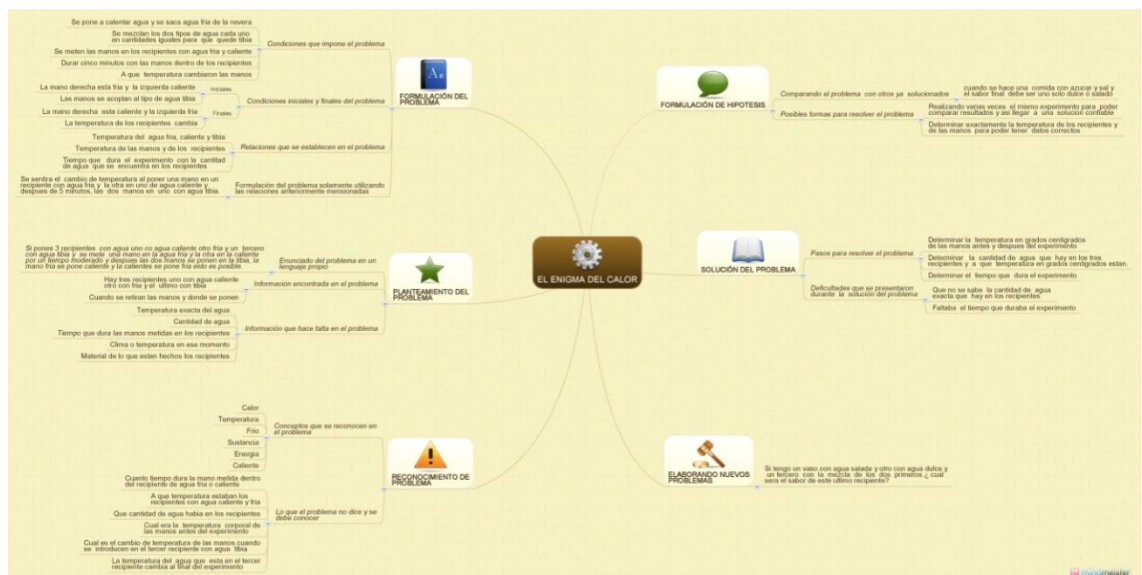 EL ENIGMA DEL CALOR
FORMULACIÓN DEL
PROBLEMA
Condiciones que impone el problema
Se pone a calentar agua y se saca agua fria de la nevera
Se mezclan los dos tipos de agua cada uno
en cantidades iguales para que quede tibia
Se meten las manos en los recipientes con agua fria y caliente
Durar cinco minutos con las manos dentro de los recipientes
A que temperatura cambiaron las manos
Condiciones iniciales y finales del problema
Iniciales
La mano derecha esta fria y la izquierda caliente
Las manos se acoplan al tipo de agua tibia
Finales
La mano derecha esta caliente y la izquierda fria
La temperatura de los recipientes cambia
Relaciones que se establecen en el problema
Temperatura del agua fria, caliente y tibia
Temperatura de las manos y de los recipientes
Tiempo que dura el experimento con la cantitad
de agua que se encuentra en los recipientes
Formulación del problema solamente utilizando
las relaciones anteriormente mensionadas
Se sentira el cambio de temperatura al poner una mano en un
recipiente con agua fria y la otra en uno de agua caliente y
despues de 5 minutos, las dos manos en uno con agua tibia.
PLANTEAMIENTO DEL
PROBLEMA
Enunciado del problema en un
lenguaje propio
Si pones 3 recipientes con agua uno co agua caliente otro fria y un tercero
con agua tibia y se mete una mano en la agua fria y la otra en la caliente
por un tiempo moderado y despues las dos manos se ponen en la tibia, la
mano fria se pone caliente y la calientes se pone fria esto es posible.
Información encontrada en el problema
Hay tres recipientes uno con agua caliente
otro con fria y el ultimo con tibia
Cuando se retiran las manos y donde se ponen
Información que hace falta en el problema
Temperatura exacta del agua
Cantidad de agua
Tiempo que dura las manos metidas en los recipientes
Clima o temperatura en ese momento
Material de lo que estan hechos los recipientes
RECONOCIMIENTO DE
PROBLEMA
Conceptos que se reconocen en
el problema
Calor
Temperatura
Frio
Sustancia
Energia
Caliente
Lo que el problema no dice y se
debe conocer
Cuanto tiempo dura la mano metida dentro
del recipiente de agua fria o caliente
A que temperatura estaban los
recipientes con agua caliente y fria
Que cantidad de agua habia en los recipientes
Cual era la temperatura corporal de
las manos antes del experimento
Cual es el cambio de temperatura de las manos cuando
se introducen en el tercer recipiente con agua tibia
La temperatura del agua que esta en el tercer
recipiente cambia al final del experimento
FORMULACIÓN DE HIPOTESIS
Comparando el problema con otros ya solucionados
cuando se hace una comida con azucar y sal y
el sabor final debe ser uno solo dulce o salado
Posibles formas para resolver el problema
Realizando varias veces el mismo experimento para poder
comparar resultados y asi llegar a una solucion confiable
Determinar exactamente la temperatura de los recipientes y
de las manos para poder tener datos correctos
SOLUCIÓN DEL PROBLEMA
Pasos para resolver el problema
Determinar la temperatura en grados centigrados
de las manos antes y despues del experimento
Determinar la cantidad de agua que hay en los tres
recipientes y a que temperatura en grados centigrados estan.
Determinar el tiempo que dura el experimento
Deficultades que se presentaron
durante la solución del problema
Que no se sabe la cantidad de agua
exacta que hay en los recipientes
Faltaba el tiempo que duraba el experimento
ELABORANDO NUEVOS
PROBLEMAS
Si tengo un vaso con agua salada y otro con agua dulce y
un tercero con la mezcla de los dos primeros ¿ cual
sera el sabor de este ultimo recipiente?
mindmeister